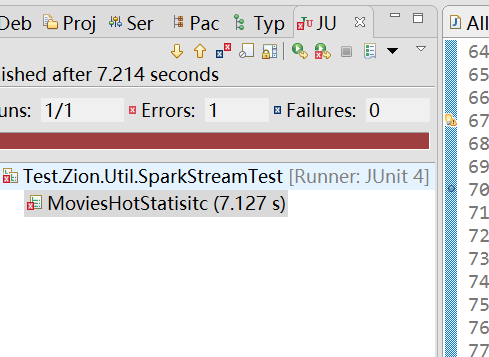 Deb Proj Ser Pac Typ JU All
ished after 7.214 seconds
uns: 1/1 Errors: 1 Failures: 0
Test.Zion.Util.SparkStreamTest [Runner: JUnit 4]
MoviesHotStatisitc (7.127 s)
64
65
66
67
68
69
70
71
72
73
74
75
76
77